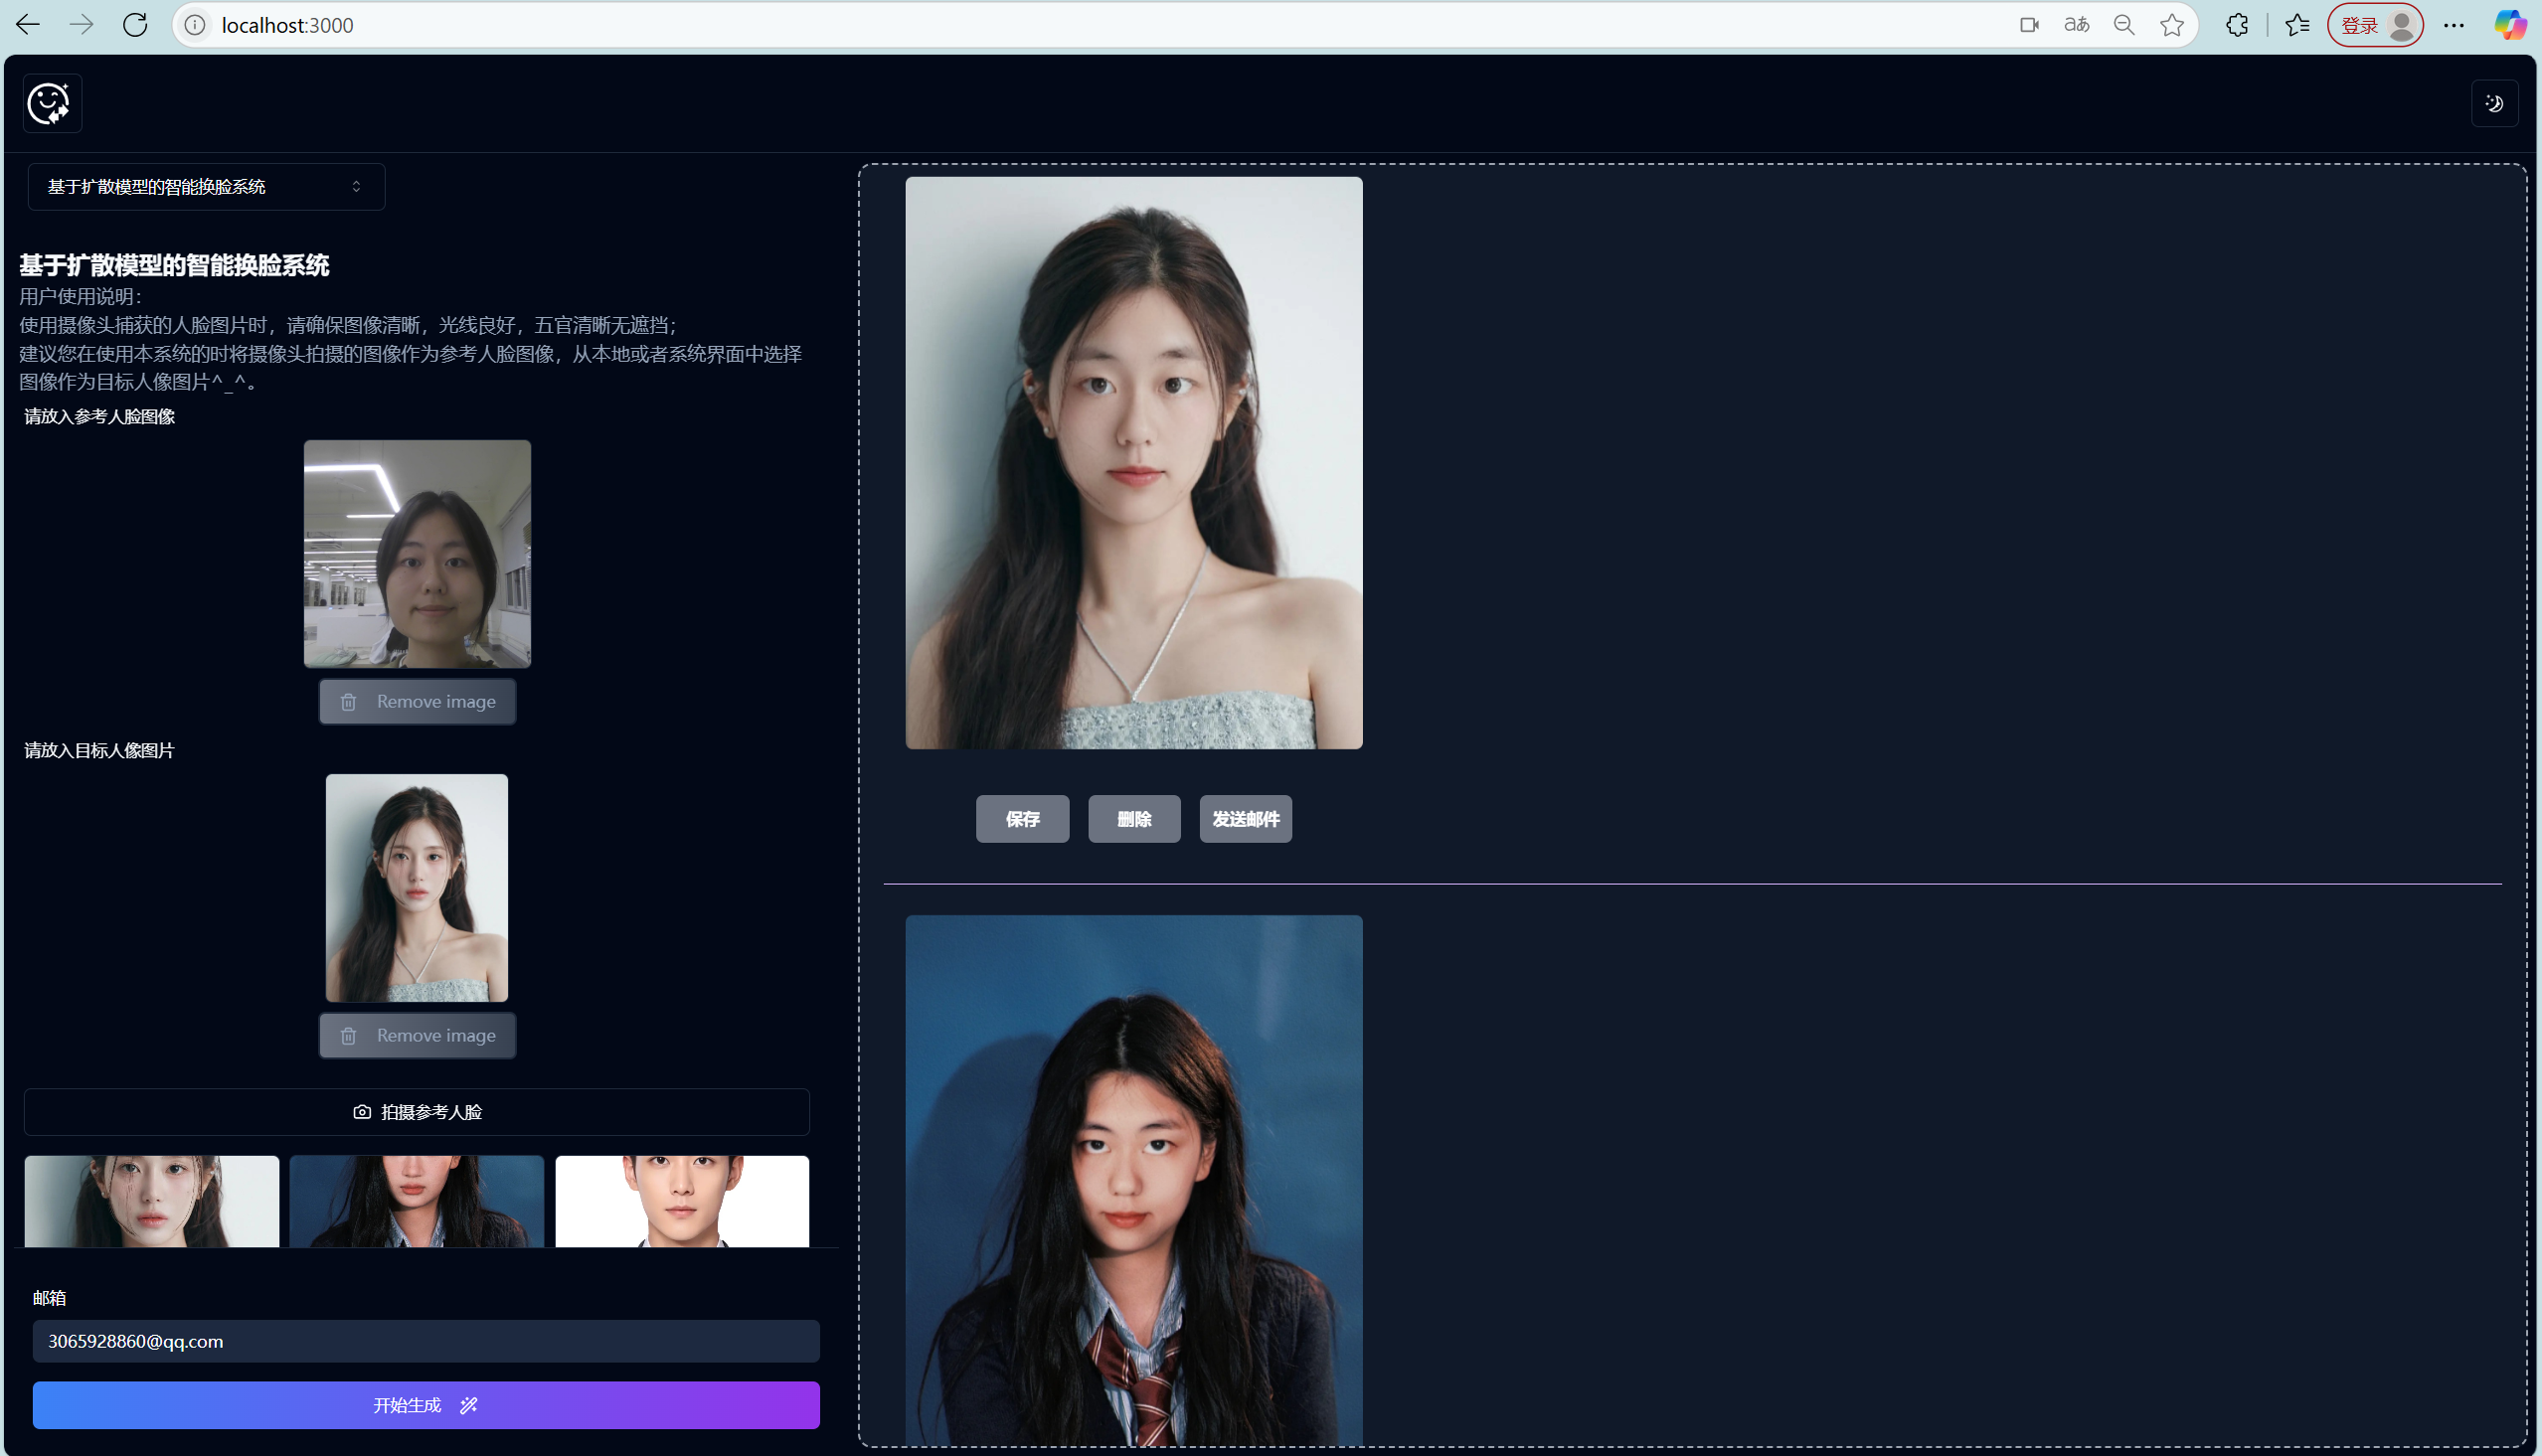 localhost:3000
aあ
登录
基于扩散模型的智能换脸系统
基于扩散模型的智能换脸系统
用户使用说明：
使用摄像头捕获的人脸图片时，请确保图像清晰，光线良好，五官清晰无遮挡；
建议您在使用本系统的时将摄像头拍摄的图像作为参考人脸图像，从本地或者系统界面中选择
图像作为目标人像图片^_^。
请放入参考人脸图像
Remove image
请放入目标人像图片
Remove image
拍摄参考人脸
邮箱
3065928860@qq.com
开始生成
保存
删除
发送邮件